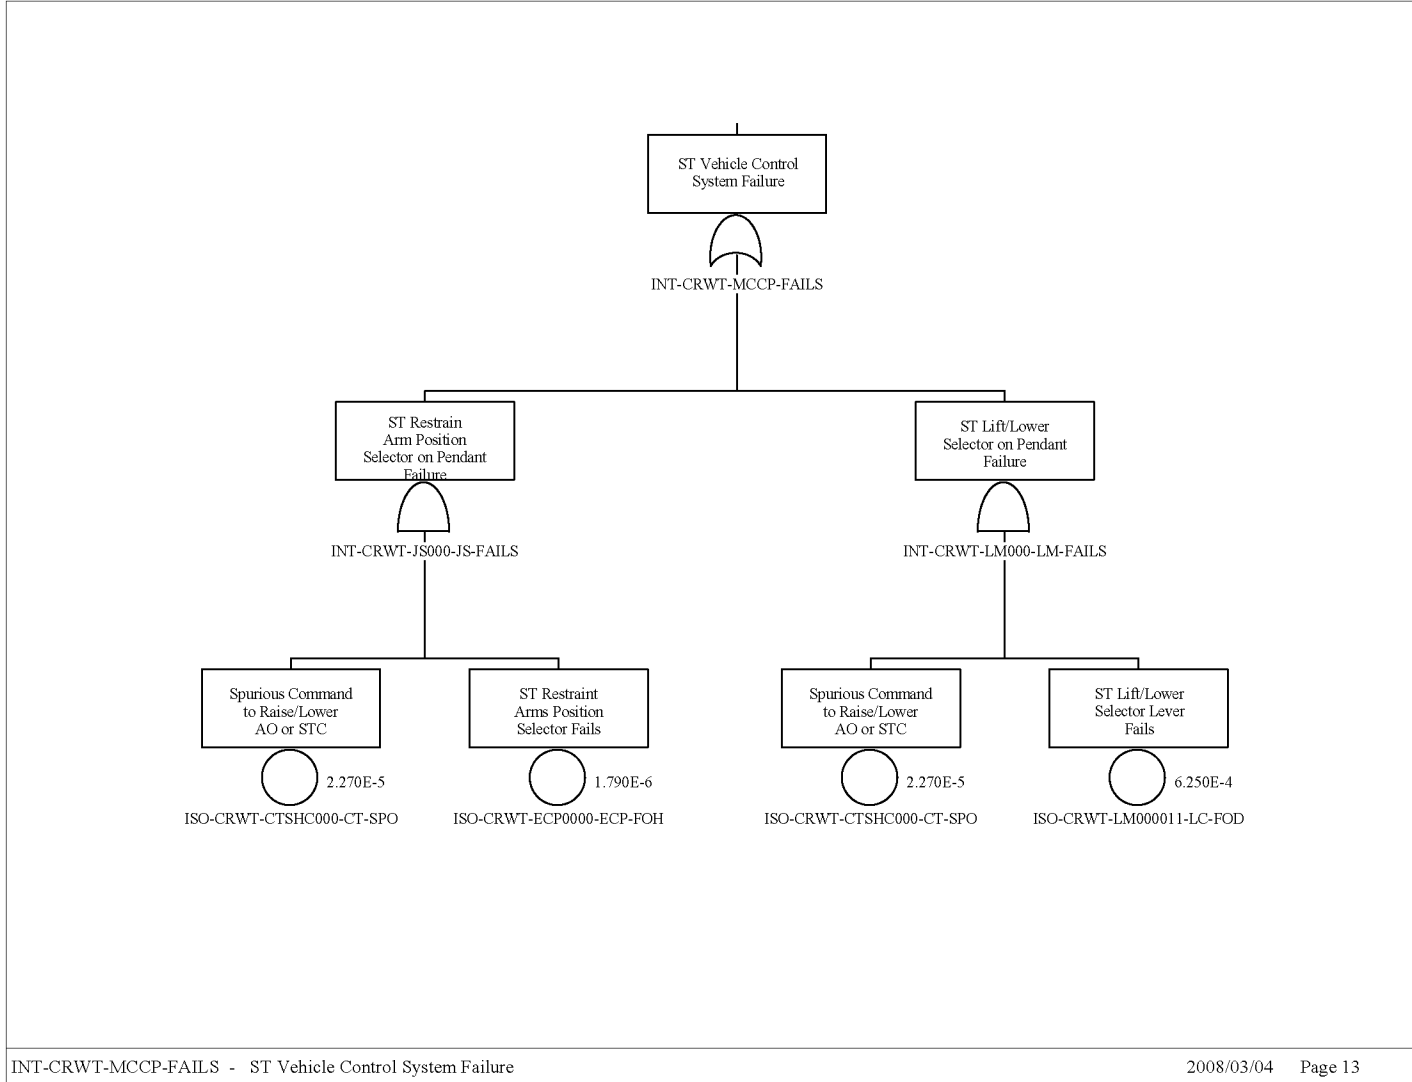 ST Vehicle Control
System Failure
INT-CRWT-MCCP-FAILS
ST Restrain
Arm Position
Selector on Pendant
Failure
INT-CRWT-JS000-JS-FAILS
ST Lift/Lower
Selector on Pendant
Failure
INT-CRWT-LM000-LM-FAILS
Spurious Command
to Raise/Lower
AO or STC
2.270E-5
ISO-CRWT-CTSHC000-CT-SPO
ST Restraint
Arms Position
Selector Fails
1.790E-6
ISO-CRWT-ECP0000-ECP-FOH
Spurious Command
to Raise/Lower
AO or STC
2.270E-5
ISO-CRWT-CTSHC000-CT-SPO
ST Lift/Lower
Selector Lever
Fails
6.250E-4
ISO-CRWT-LM000011-LC-FOD
INT-CRWT-MCCP-FAILS - ST Vehicle Control System Failure
2008/03/04 Page 13